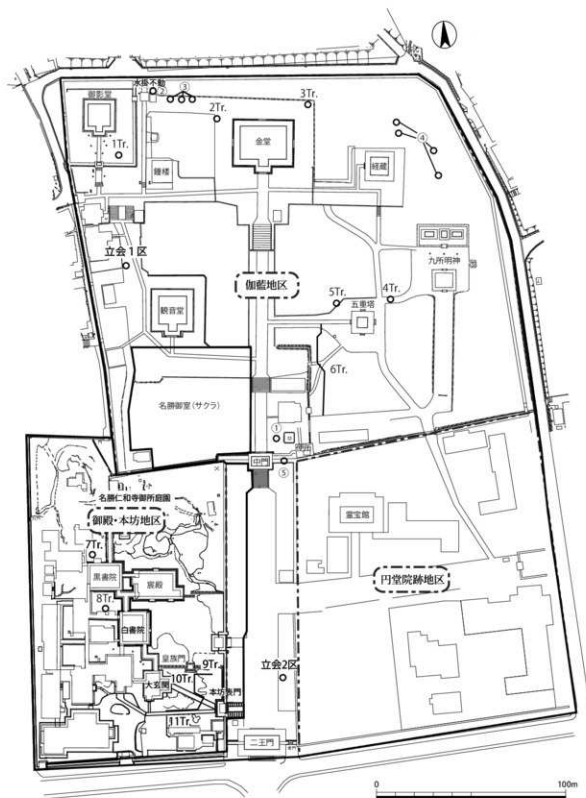 水掛不動
②
③
御影堂
1Tr.
2Tr.
3Tr.
金堂
④
鐘楼
経蔵
立会1区
九所明神
伽藍地区
観音堂
5Tr.
4Tr.
五重塔
6Tr.
名勝御室(サクラ)
①
中門
⑤
名勝仁和寺御所庭園
御殿・本坊地区
霊宝館
7Tr.
黒書院
宸殿
円堂院跡地区
8Tr.
白書院
皇族門
9Tr.
立会2区
大玄関
10Tr.
本坊表門
11Tr.
二王門
0
100m